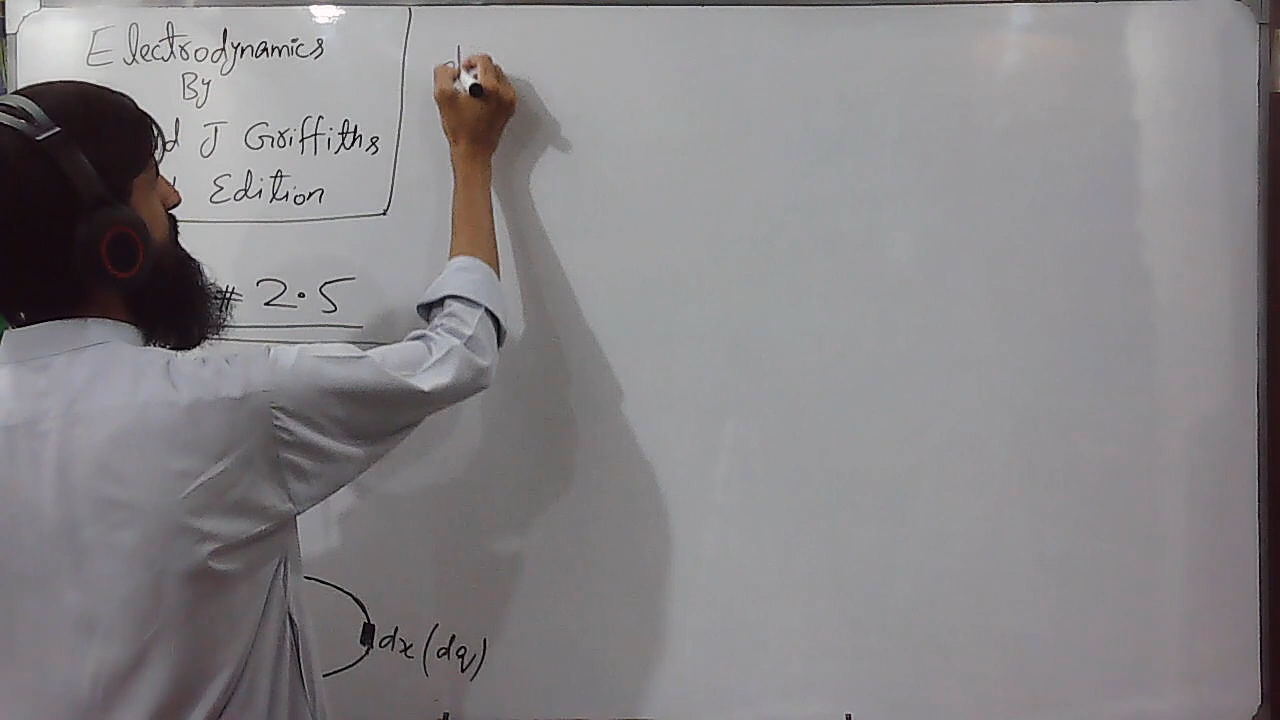 Electrodynamics
By
J Griffiths
Edition
# 2.5
dx (dq)